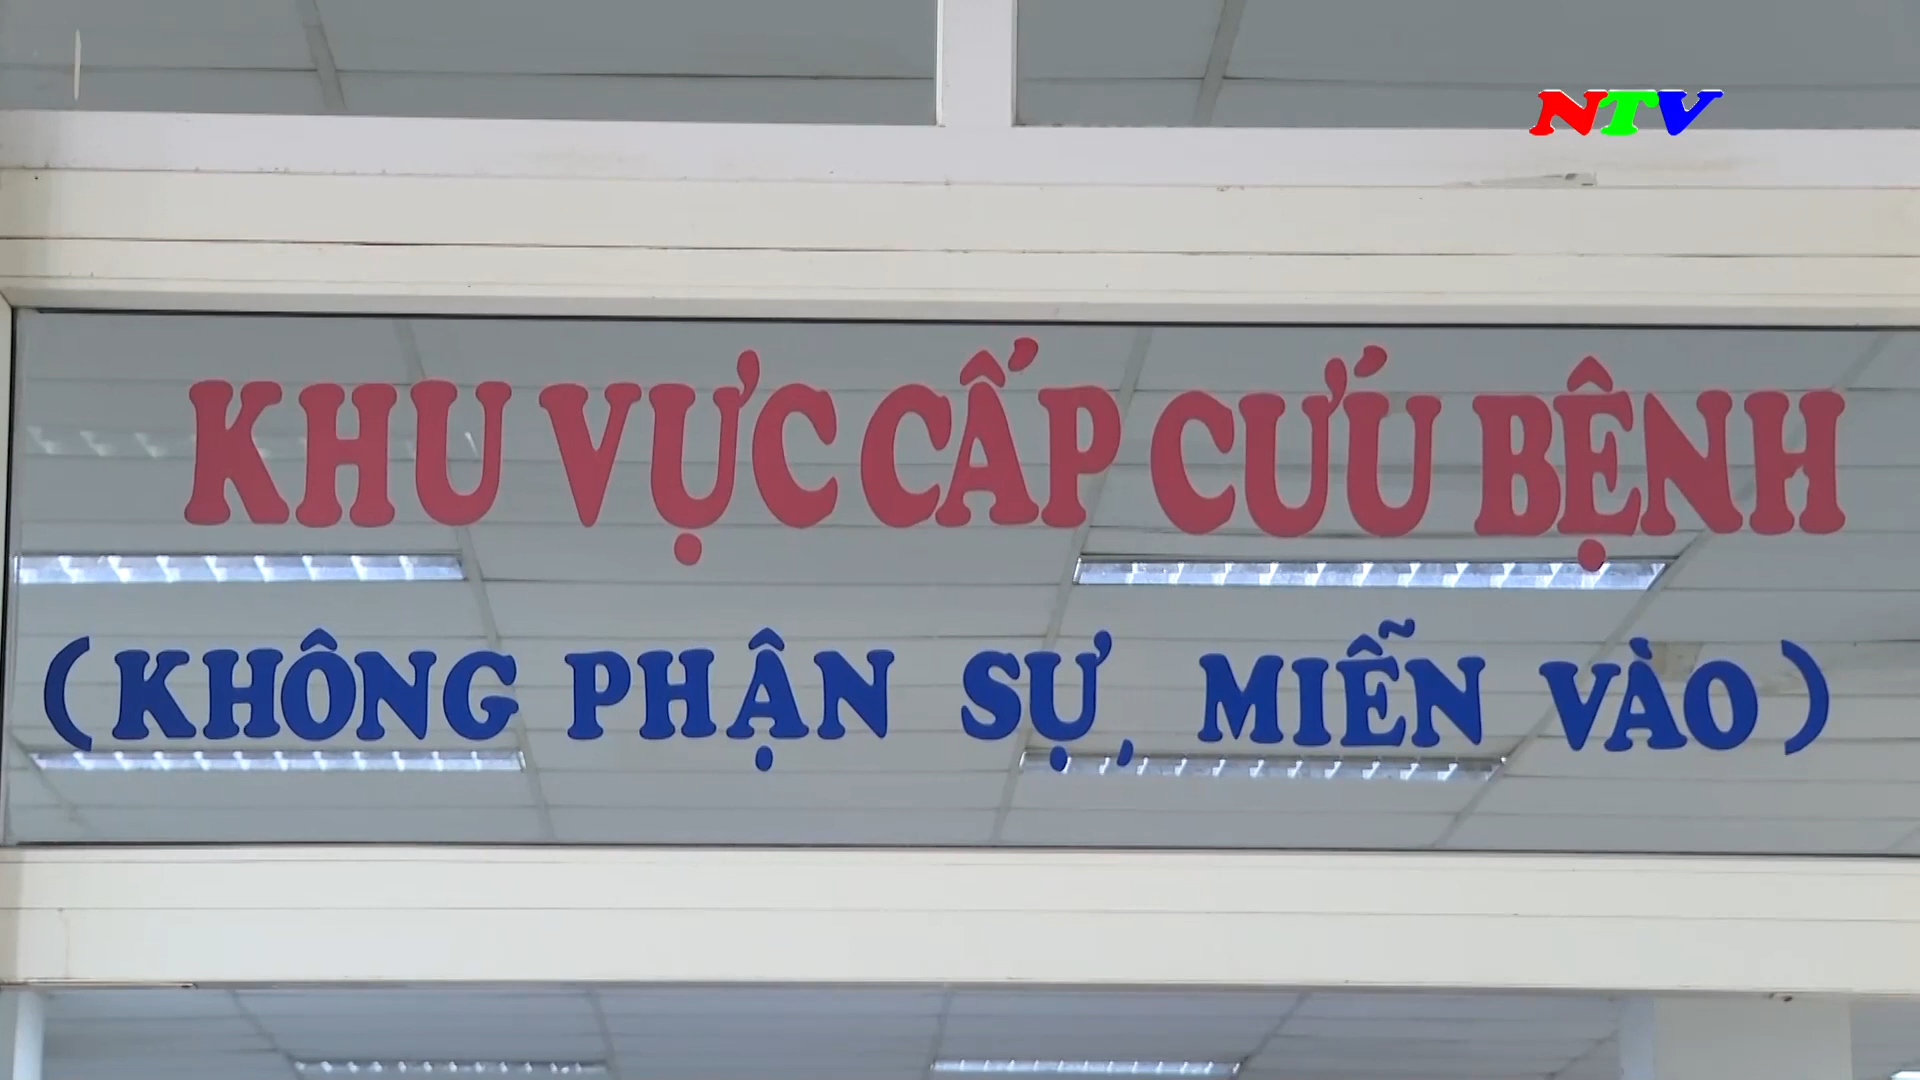 NTV
KHU VỰC CẤP CỨU BỆNH
(KHÔNG PHẬN SỰ, MIỄN VÀO)